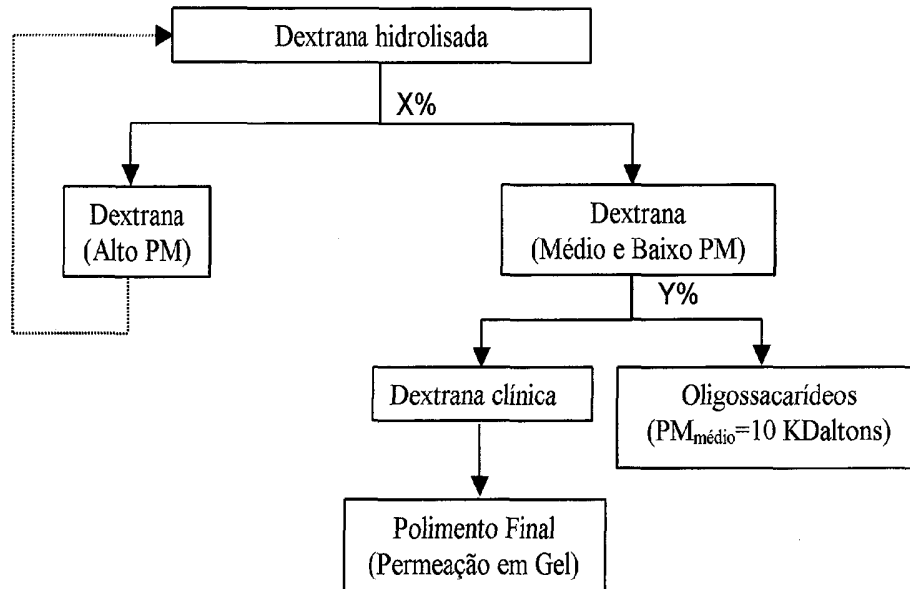 Dextrana hidrolisada
X%
Dextrana
(Alto PM)
Dextrana
(Médio e Baixo PM)
Y%
Dextrana clínica
Oligossacarídeos
(PMmédio=10 KDaltons)
Polimento Final
(Permeação em Gel)